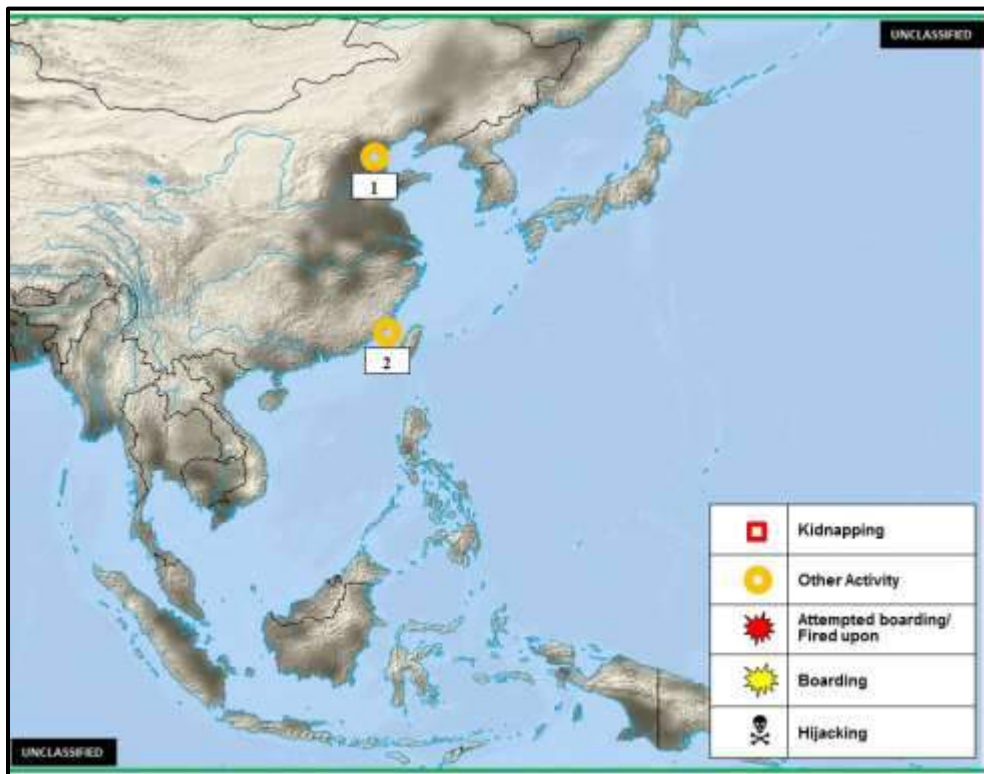 UNCLASSIFIED
1
2
Kidnapping
Other Activity
Attempted boarding/
Fired upon
Boarding
Hijacking
UNCLASSIFIED